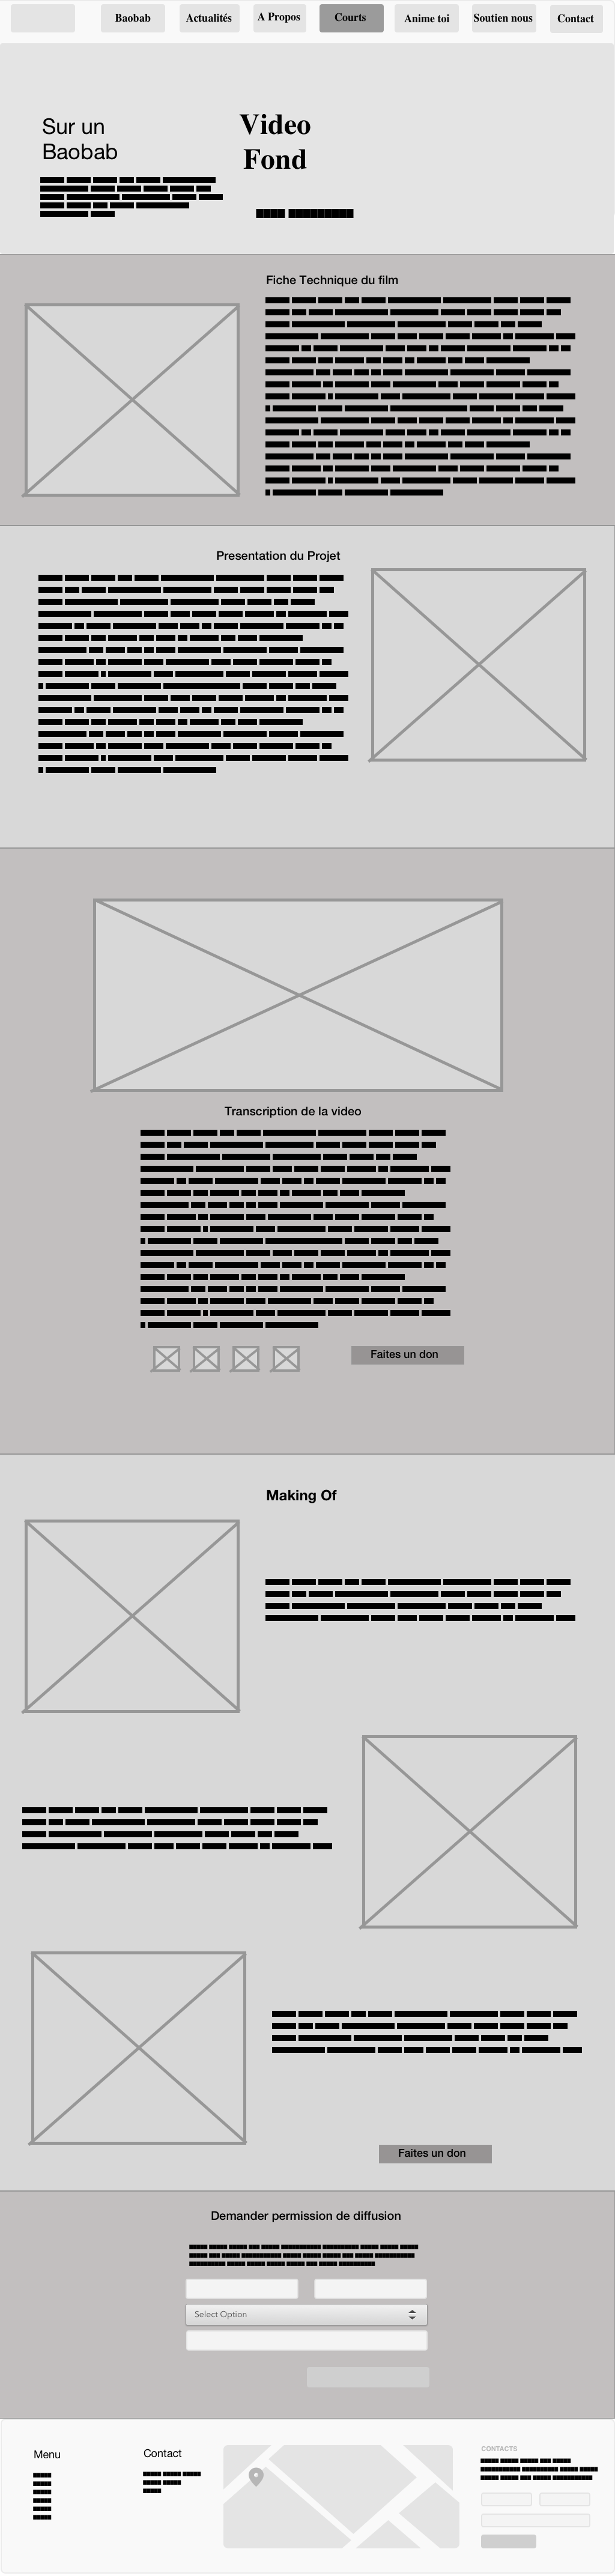 Baobab Actualités A Propos Courts Anime toi Soutien nous Contact
Sur un
Baobab
Video
Fond
Fiche Technique du film
Presentation du Projet
Transcription de la video
Faites un don
Making Of
Faites un don
Demander permission de diffusion
Select Option
Menu
Contact
CONTACTS